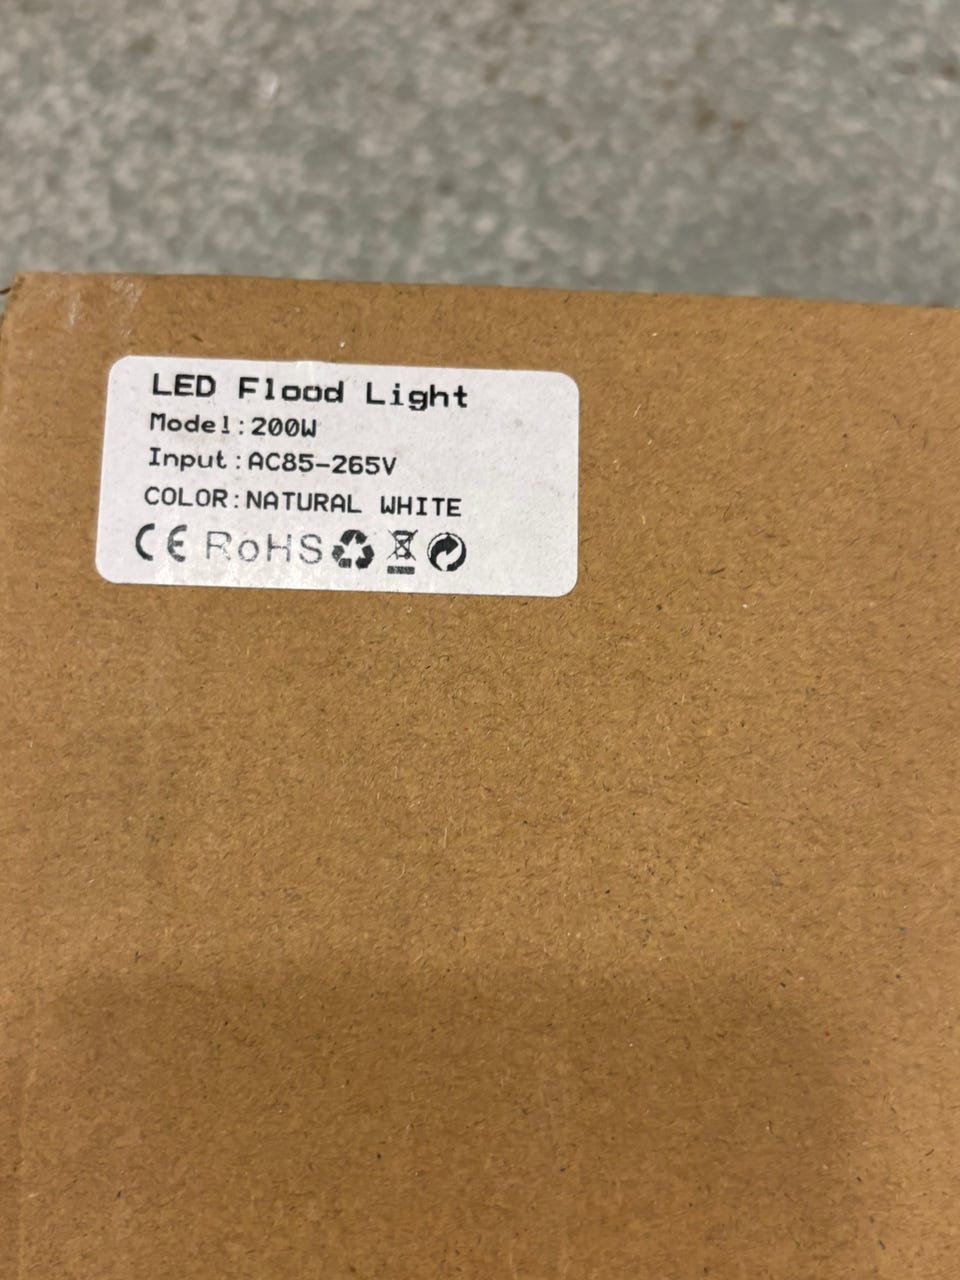 LED Flood Light
Model:200W
Input:AC85-265V
COLOR:NATURAL WHITE
CE RoHS